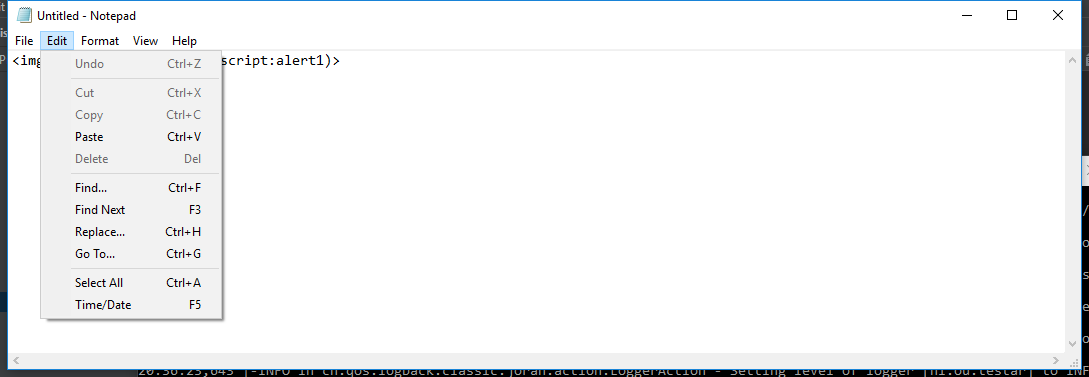 Untitled - Notepad
File Edit Format View Help
<img script:alert1)>
Undo Ctrl+Z
Cut Ctrl+X
Copy Ctrl+C
Paste Ctrl+V
Delete Del
Find... Ctrl+F
Find Next F3
Replace... Ctrl+H
Go To... Ctrl+G
Select All Ctrl+A
Time/Date F5
20:36:23,643 |-INFO in ch.qos.logback.classic.joran.action.LoggerAction - Setting level of logger [nl.ou.testar] to INF